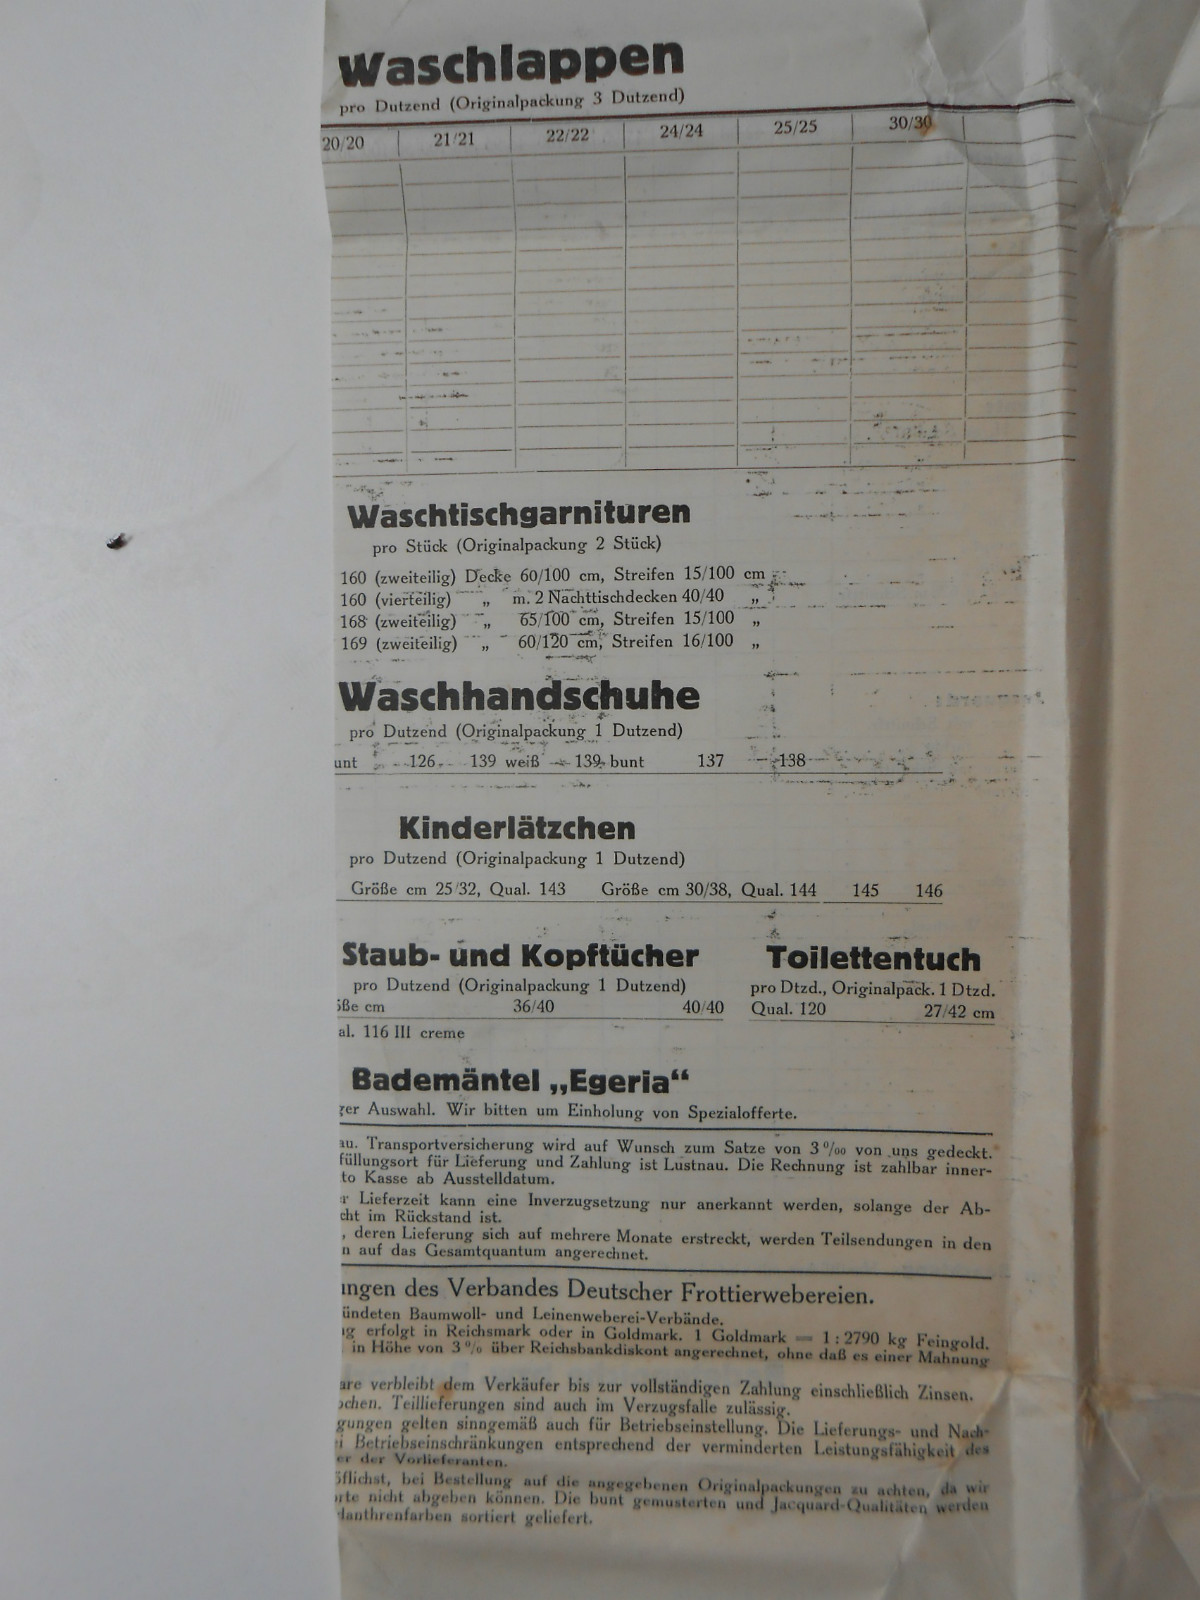 Waschlappen
pro Dutzend (Originalpackung 3 Dutzend)
20/20 21/21 22/22 24/24 25/25 30/30
Waschtischgarnituren
pro Stück (Originalpackung 2 Stück)
160 (zweiteilig) Decke 60/100 cm, Streifen 15/100 cm
160 (vierteilig) „ m. 2 Nachttischdecken 40/40 „
168 (zweiteilig) „ 65/100 cm, Streifen 15/100 „
169 (zweiteilig) „ 60/120 cm, Streifen 16/100 „
Waschhandschuhe
pro Dutzend (Originalpackung 1 Dutzend)
unt 126 139 weiß 139 bunt 137 138
Kinderlätzchen
pro Dutzend (Originalpackung 1 Dutzend)
Größe cm 25/32, Qual. 143 Größe cm 30/38, Qual. 144 145 146
Staub- und Kopftücher
pro Dutzend (Originalpackung 1 Dutzend)
öße cm 36/40 40/40
al. 116 III creme
Toilettentuch
pro Dtzd., Originalpack. 1 Dtzd.
Qual. 120 27/42 cm
Bademäntel „Egeria“
ger Auswahl. Wir bitten um Einholung von Spezialofferte.
au. Transportversicherung wird auf Wunsch zum Satze von 3‰ von uns gedeckt.
füllungsort für Lieferung und Zahlung ist Lustnau. Die Rechnung ist zahlbar inner-
to Kasse ab Ausstelldatum.
r Lieferzeit kann eine Inverzugsetzung nur anerkannt werden, solange der Ab-
cht im Rückstand ist.
, deren Lieferung sich auf mehrere Monate erstreckt, werden Teilsendungen in den
n auf das Gesamtquantum angerechnet.
ungen des Verbandes Deutscher Frottierwebereien.
ündeten Baumwoll- und Leinenweberei-Verbände.
ng erfolgt in Reichsmark oder in Goldmark. 1 Goldmark = 1 : 2790 kg Feingold.
in Höhe von 3% über Reichsbankdiskont angerechnet, ohne daß es einer Mahnung
are verbleibt dem Verkäufer bis zur vollständigen Zahlung einschließlich Zinsen.
ochen. Teillieferungen sind auch im Verzugsfalle zulässig.
gungen gelten sinngemäß auch für Betriebseinstellung. Die Lieferungs- und Nach-
i Betriebseinschränkungen entsprechend der verminderten Leistungsfähigkeit des
er der Vorlieferanten.
öflichst, bei Bestellung auf die angegebenen Originalpackungen zu achten, da wir
rte nicht abgeben können. Die bunt gemusterten und Jacquard-Qualitäten werden
danthrenfarben sortiert geliefert.